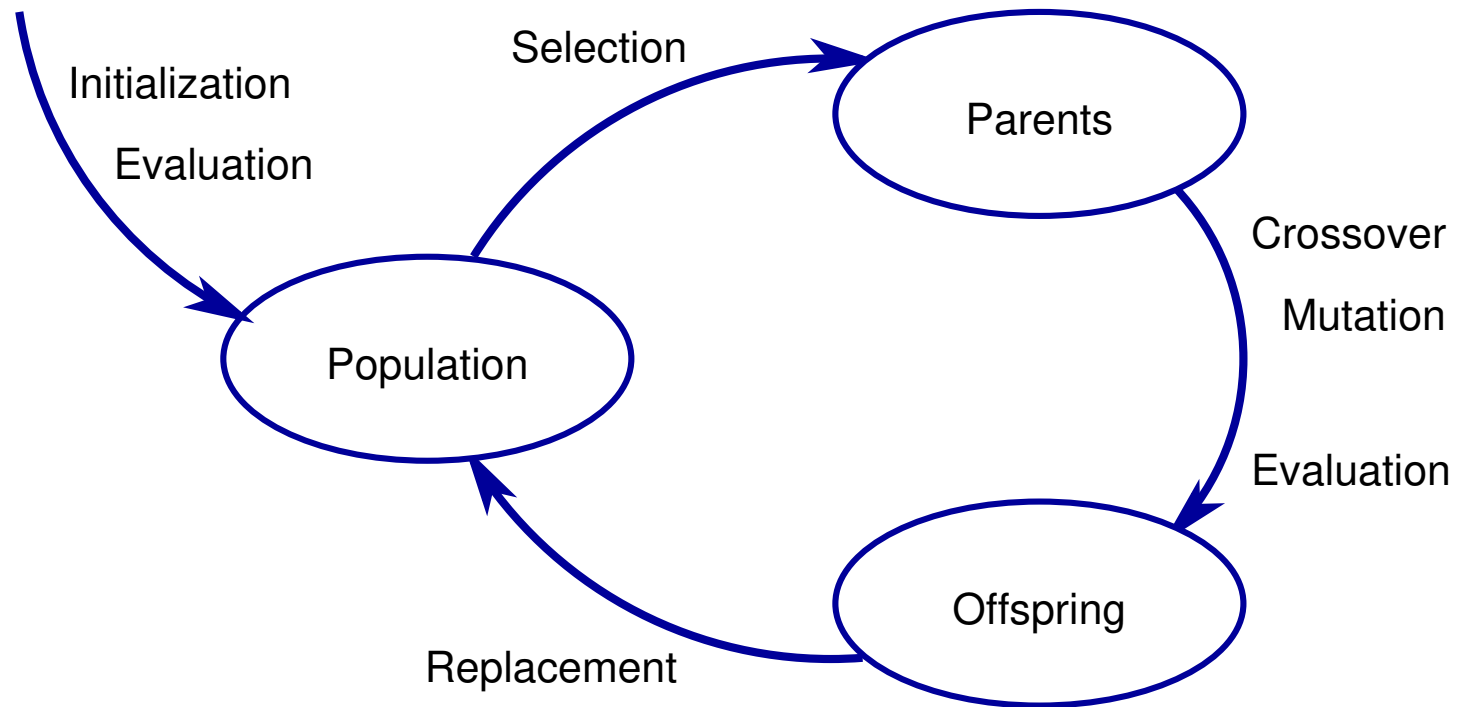 Initialization
Evaluation
Selection
Parents
Crossover
Mutation
Evaluation
Population
Offspring
Replacement